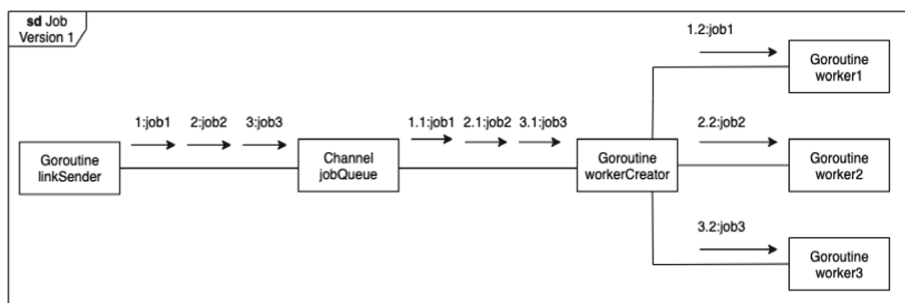 sd Job
Version 1
1.2:job1
Goroutine
worker1
1:job1 2:job2 3:job3
1.1:job1 2.1:job2 3.1:job3
2.2:job2
Goroutine
linkSender
Channel
jobQueue
Goroutine
workerCreator
Goroutine
worker2
3.2:job3
Goroutine
worker3